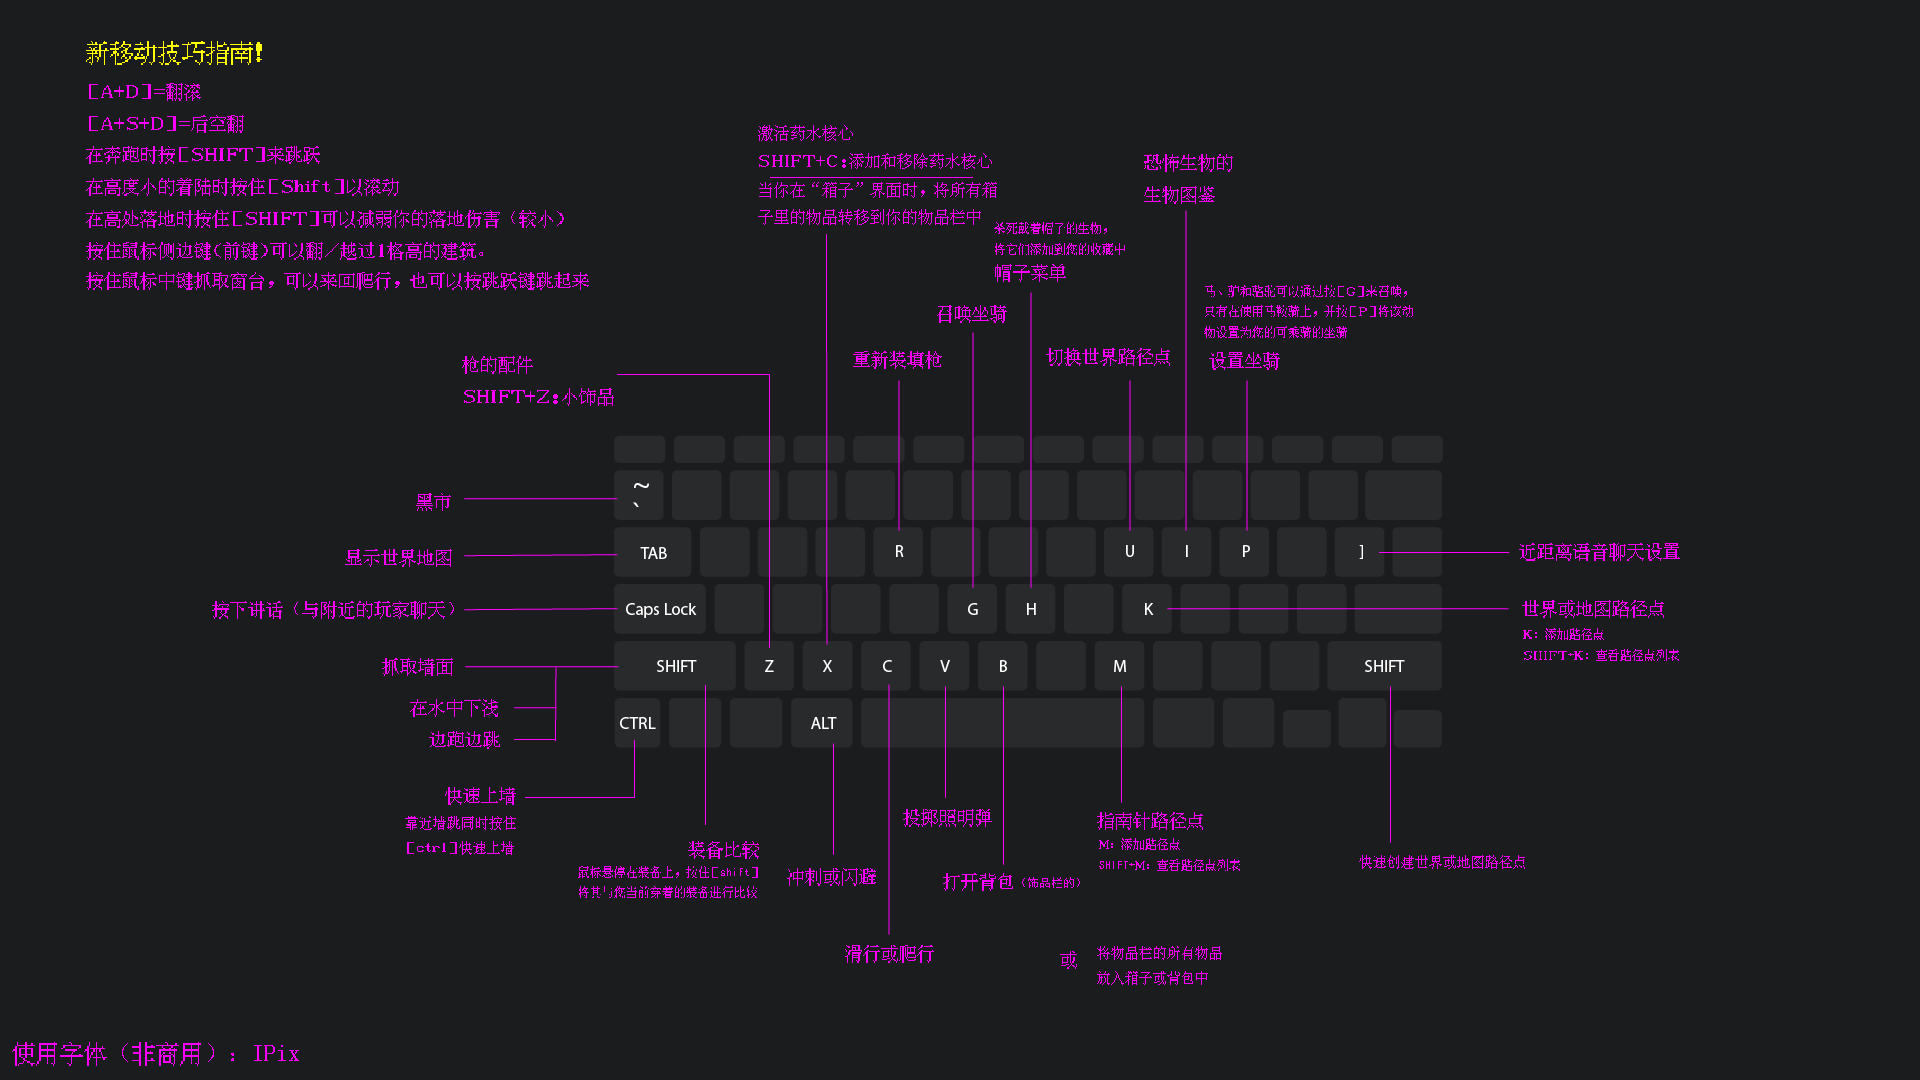 新移动技巧指南!
[A+D]=翻滚
[A+S+D]=后空翻
在奔跑时按[SHIFT]来跳跃
在高度小的着陆时按住[Shift]以滚动
在高处落地时按住[SHIFT]可以减弱你的落地伤害（较小）
按住鼠标侧边键(前键)可以翻／越过1格高的建筑。
按住鼠标中键抓取窗台，可以来回爬行，也可以按跳跃键跳起来
激活药水核心
SHIFT+C:添加和移除药水核心
当你在“箱子”界面时，将所有箱
子里的物品转移到你的物品栏中
恐怖生物的
生物图鉴
杀死戴着帽子的生物，
将它们添加到您的收藏中
帽子菜单
马、驴和骆驼可以通过按[G]来召唤，
只有在使用马鞍骑上，并按[P]将该动
物设置为您的可乘骑的坐骑
设置坐骑
召唤坐骑
重新装填枪
切换世界路径点
枪的配件
SHIFT+Z:小饰品
黑市
~
`
显示世界地图
TAB
R
U
I
P
]
近距离语音聊天设置
按下讲话（与附近的玩家聊天）
Caps Lock
G
H
K
世界或地图路径点
K: 添加路径点
SHIFT+K: 查看路径点列表
抓取墙面
SHIFT
Z
X
C
V
B
M
SHIFT
在水中下浅
边跑边跳
CTRL
ALT
快速上墙
靠近墙跳同时按住
[ctrl]快速上墙
装备比较
鼠标悬停在装备上，按住[shift]
将其与您当前穿着的装备进行比较
冲刺或闪避
投掷照明弹
打开背包（饰品栏的）
指南针路径点
M: 添加路径点
SHIFT+M: 查看路径点列表
快速创建世界或地图路径点
滑行或爬行
或
将物品栏的所有物品
放入箱子或背包中
使用字体（非商用）: IPix